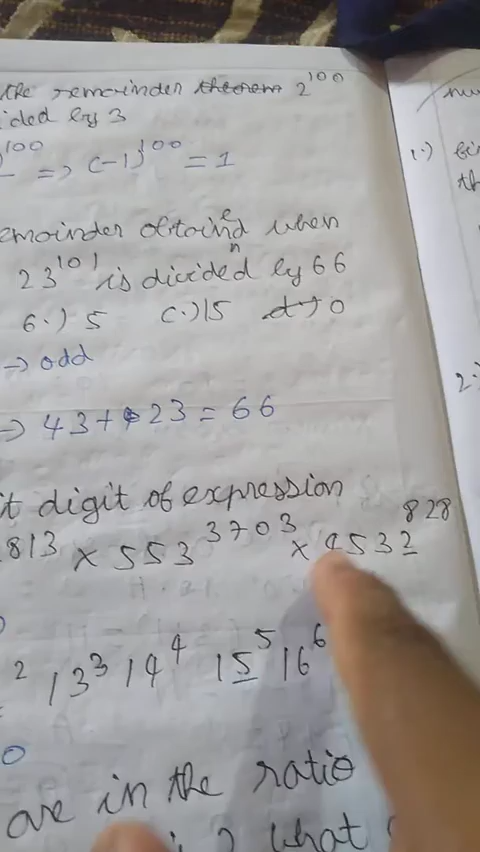 the remainder theorem 2^100
ided by 3
^100 => (-1)^100 = 1
emainder obtained when
23^101 is divided by 66
6.) 5 c.) 15 d.) 0
→ odd
=> 43 + 23 = 66
it digit of expression
813 × 553^3703 × 4532^828
2 13^3 14^4 15^5 16^6
0
are in the ratio
what
1.)
th
2.